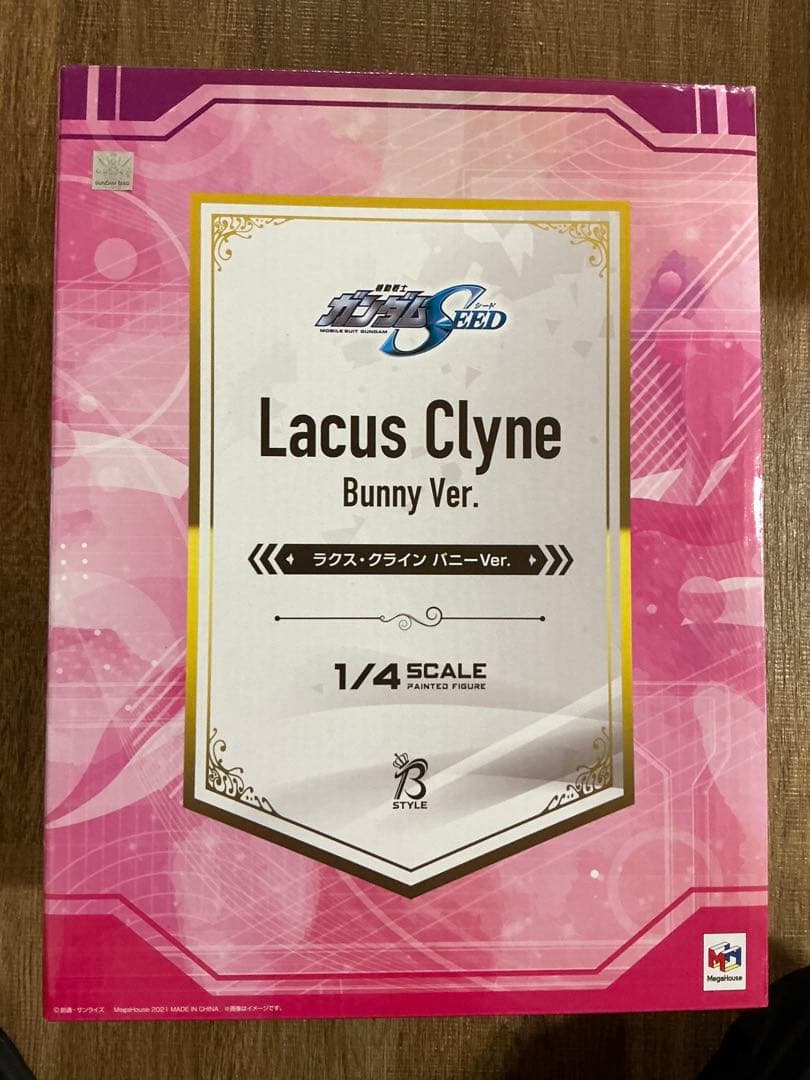 GUNDAM SEED
機動戦士
ガンダムSEED
シード
MOBILE SUIT GUNDAM
Lacus Clyne
Bunny Ver.
ラクス・クライン バニーVer.
1/4 SCALE
PAINTED FIGURE
B
STYLE
MegaHouse
©創通・サンライズ MegaHouse 2021 MADE IN CHINA ※画像はイメージです。